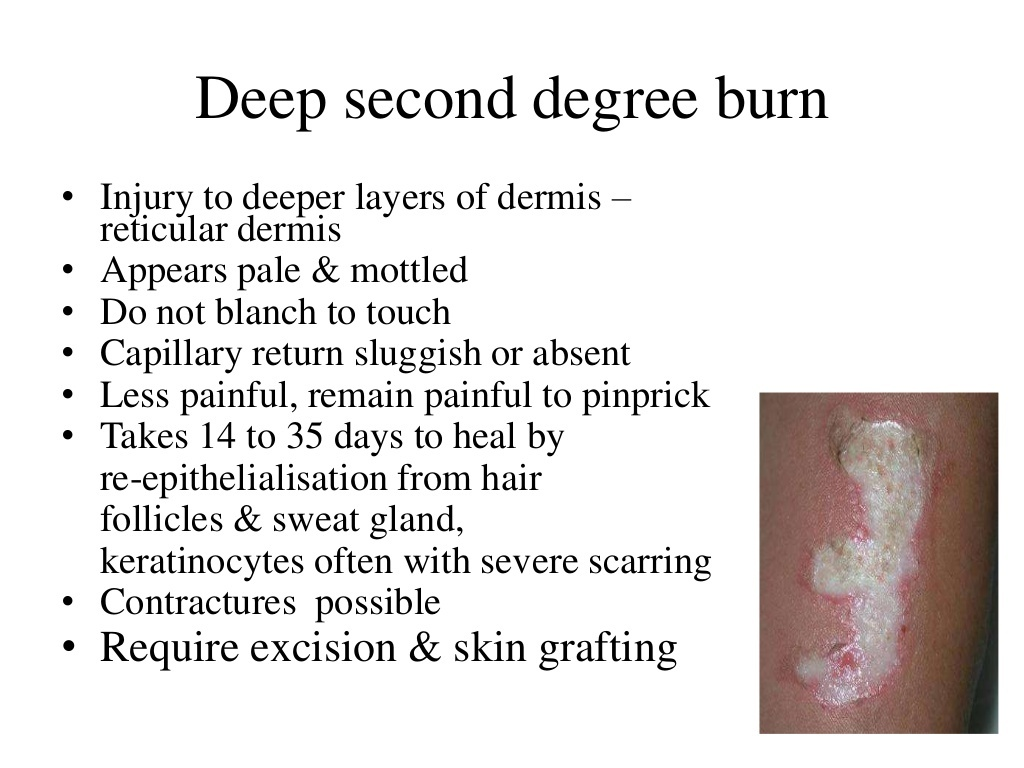 Deep second degree burn
• Injury to deeper layers of dermis –
reticular dermis
• Appears pale & mottled
• Do not blanch to touch
• Capillary return sluggish or absent
• Less painful, remain painful to pinprick
• Takes 14 to 35 days to heal by
re-epithelialisation from hair
follicles & sweat gland,
keratinocytes often with severe scarring
• Contractures  possible
• Require excision & skin grafting